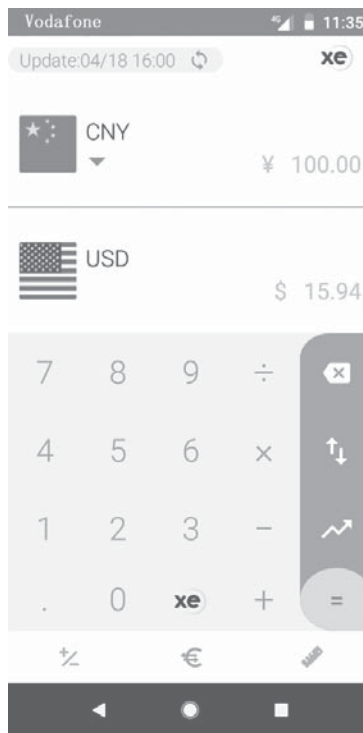 Vodafone 4G 11:35
Update:04/18 16:00 xe
CNY
¥ 100.00
USD
$ 15.94
7 8 9 ÷
4 5 6 ×
1 2 3 −
. 0 xe + =
+/− €